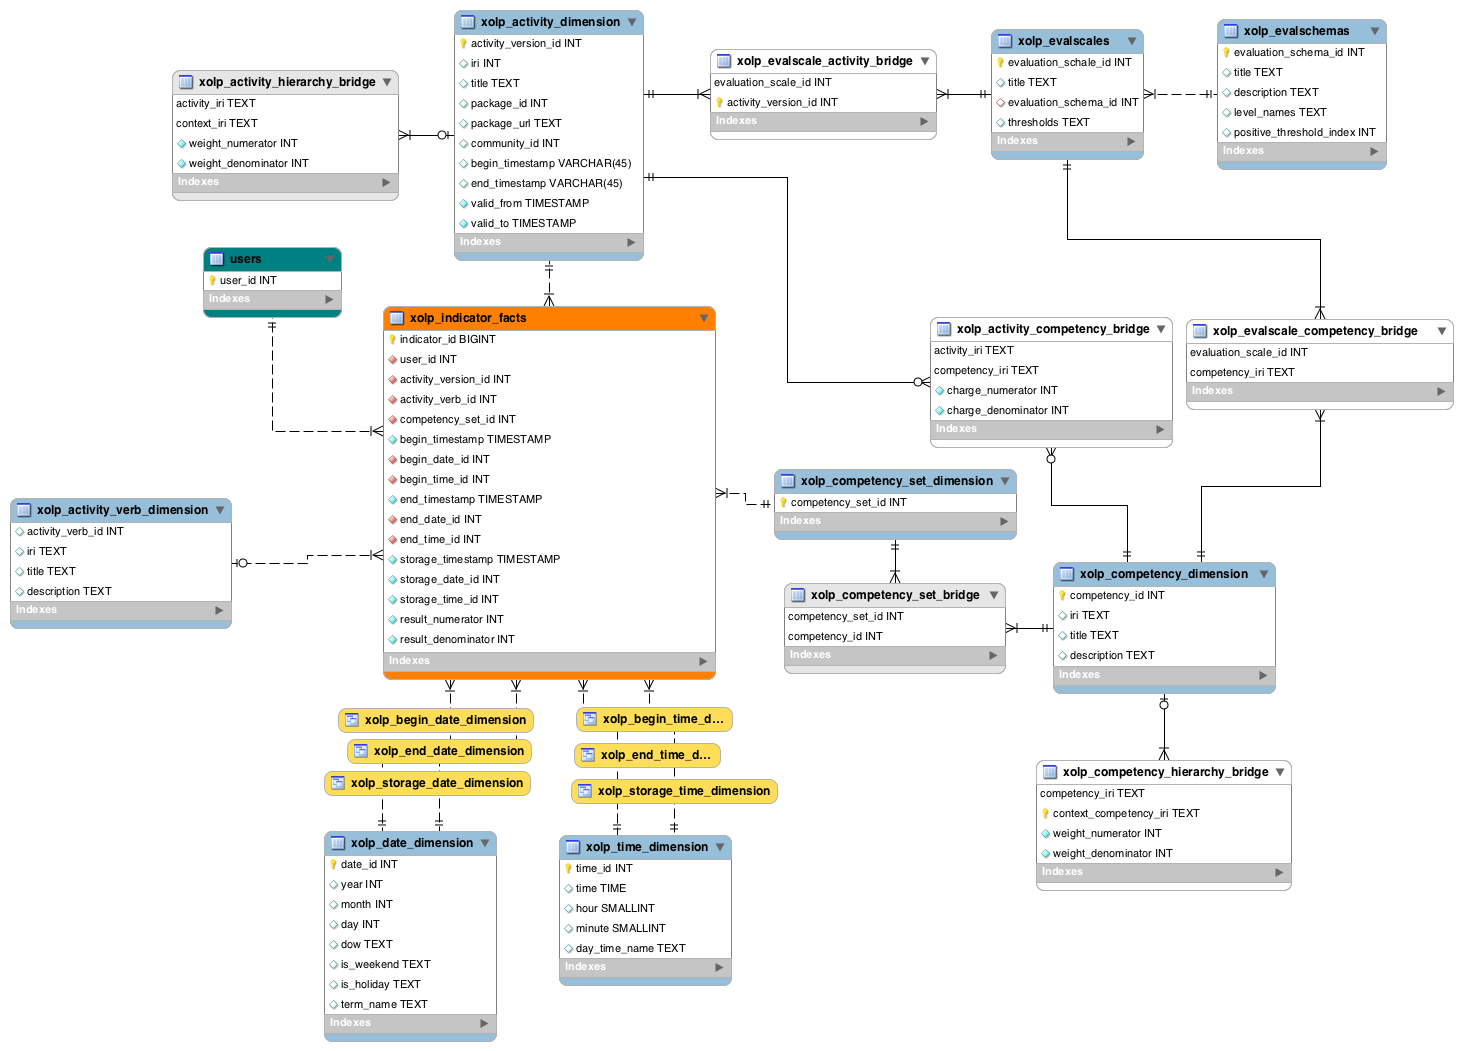 xolp_activity_dimension
activity_version_id INT
iri INT
title TEXT
package_id INT
package_url TEXT
community_id INT
begin_timestamp VARCHAR(45)
end_timestamp VARCHAR(45)
valid_from TIMESTAMP
valid_to TIMESTAMP
Indexes
xolp_activity_hierarchy_bridge
activity_iri TEXT
context_iri TEXT
weight_numerator INT
weight_denominator INT
Indexes
xolp_evalscale_activity_bridge
evaluation_scale_id INT
activity_version_id INT
Indexes
xolp_evalscales
evaluation_schale_id INT
title TEXT
evaluation_schema_id INT
thresholds TEXT
Indexes
xolp_evalschemas
evaluation_schema_id INT
title TEXT
description TEXT
level_names TEXT
positive_threshold_index INT
Indexes
users
user_id INT
Indexes
xolp_indicator_facts
indicator_id BIGINT
user_id INT
activity_version_id INT
activity_verb_id INT
competency_set_id INT
begin_timestamp TIMESTAMP
begin_date_id INT
begin_time_id INT
end_timestamp TIMESTAMP
end_date_id INT
end_time_id INT
storage_timestamp TIMESTAMP
storage_date_id INT
storage_time_id INT
result_numerator INT
result_denominator INT
Indexes
xolp_activity_competency_bridge
activity_iri TEXT
competency_iri TEXT
charge_numerator INT
charge_denominator INT
Indexes
xolp_evalscale_competency_bridge
evaluation_scale_id INT
competency_iri TEXT
Indexes
xolp_activity_verb_dimension
activity_verb_id INT
iri TEXT
title TEXT
description TEXT
Indexes
xolp_competency_set_dimension
competency_set_id INT
Indexes
xolp_competency_set_bridge
competency_set_id INT
competency_id INT
Indexes
xolp_competency_dimension
competency_id INT
iri TEXT
title TEXT
description TEXT
Indexes
xolp_begin_date_dimension
xolp_end_date_dimension
xolp_storage_date_dimension
xolp_begin_time_d...
xolp_end_time_d...
xolp_storage_time_dimension
xolp_competency_hierarchy_bridge
competency_iri TEXT
context_competency_iri TEXT
weight_numerator INT
weight_denominator INT
Indexes
xolp_date_dimension
date_id INT
year INT
month INT
day INT
dow TEXT
is_weekend TEXT
is_holiday TEXT
term_name TEXT
Indexes
xolp_time_dimension
time_id INT
time TIME
hour SMALLINT
minute SMALLINT
day_time_name TEXT
Indexes